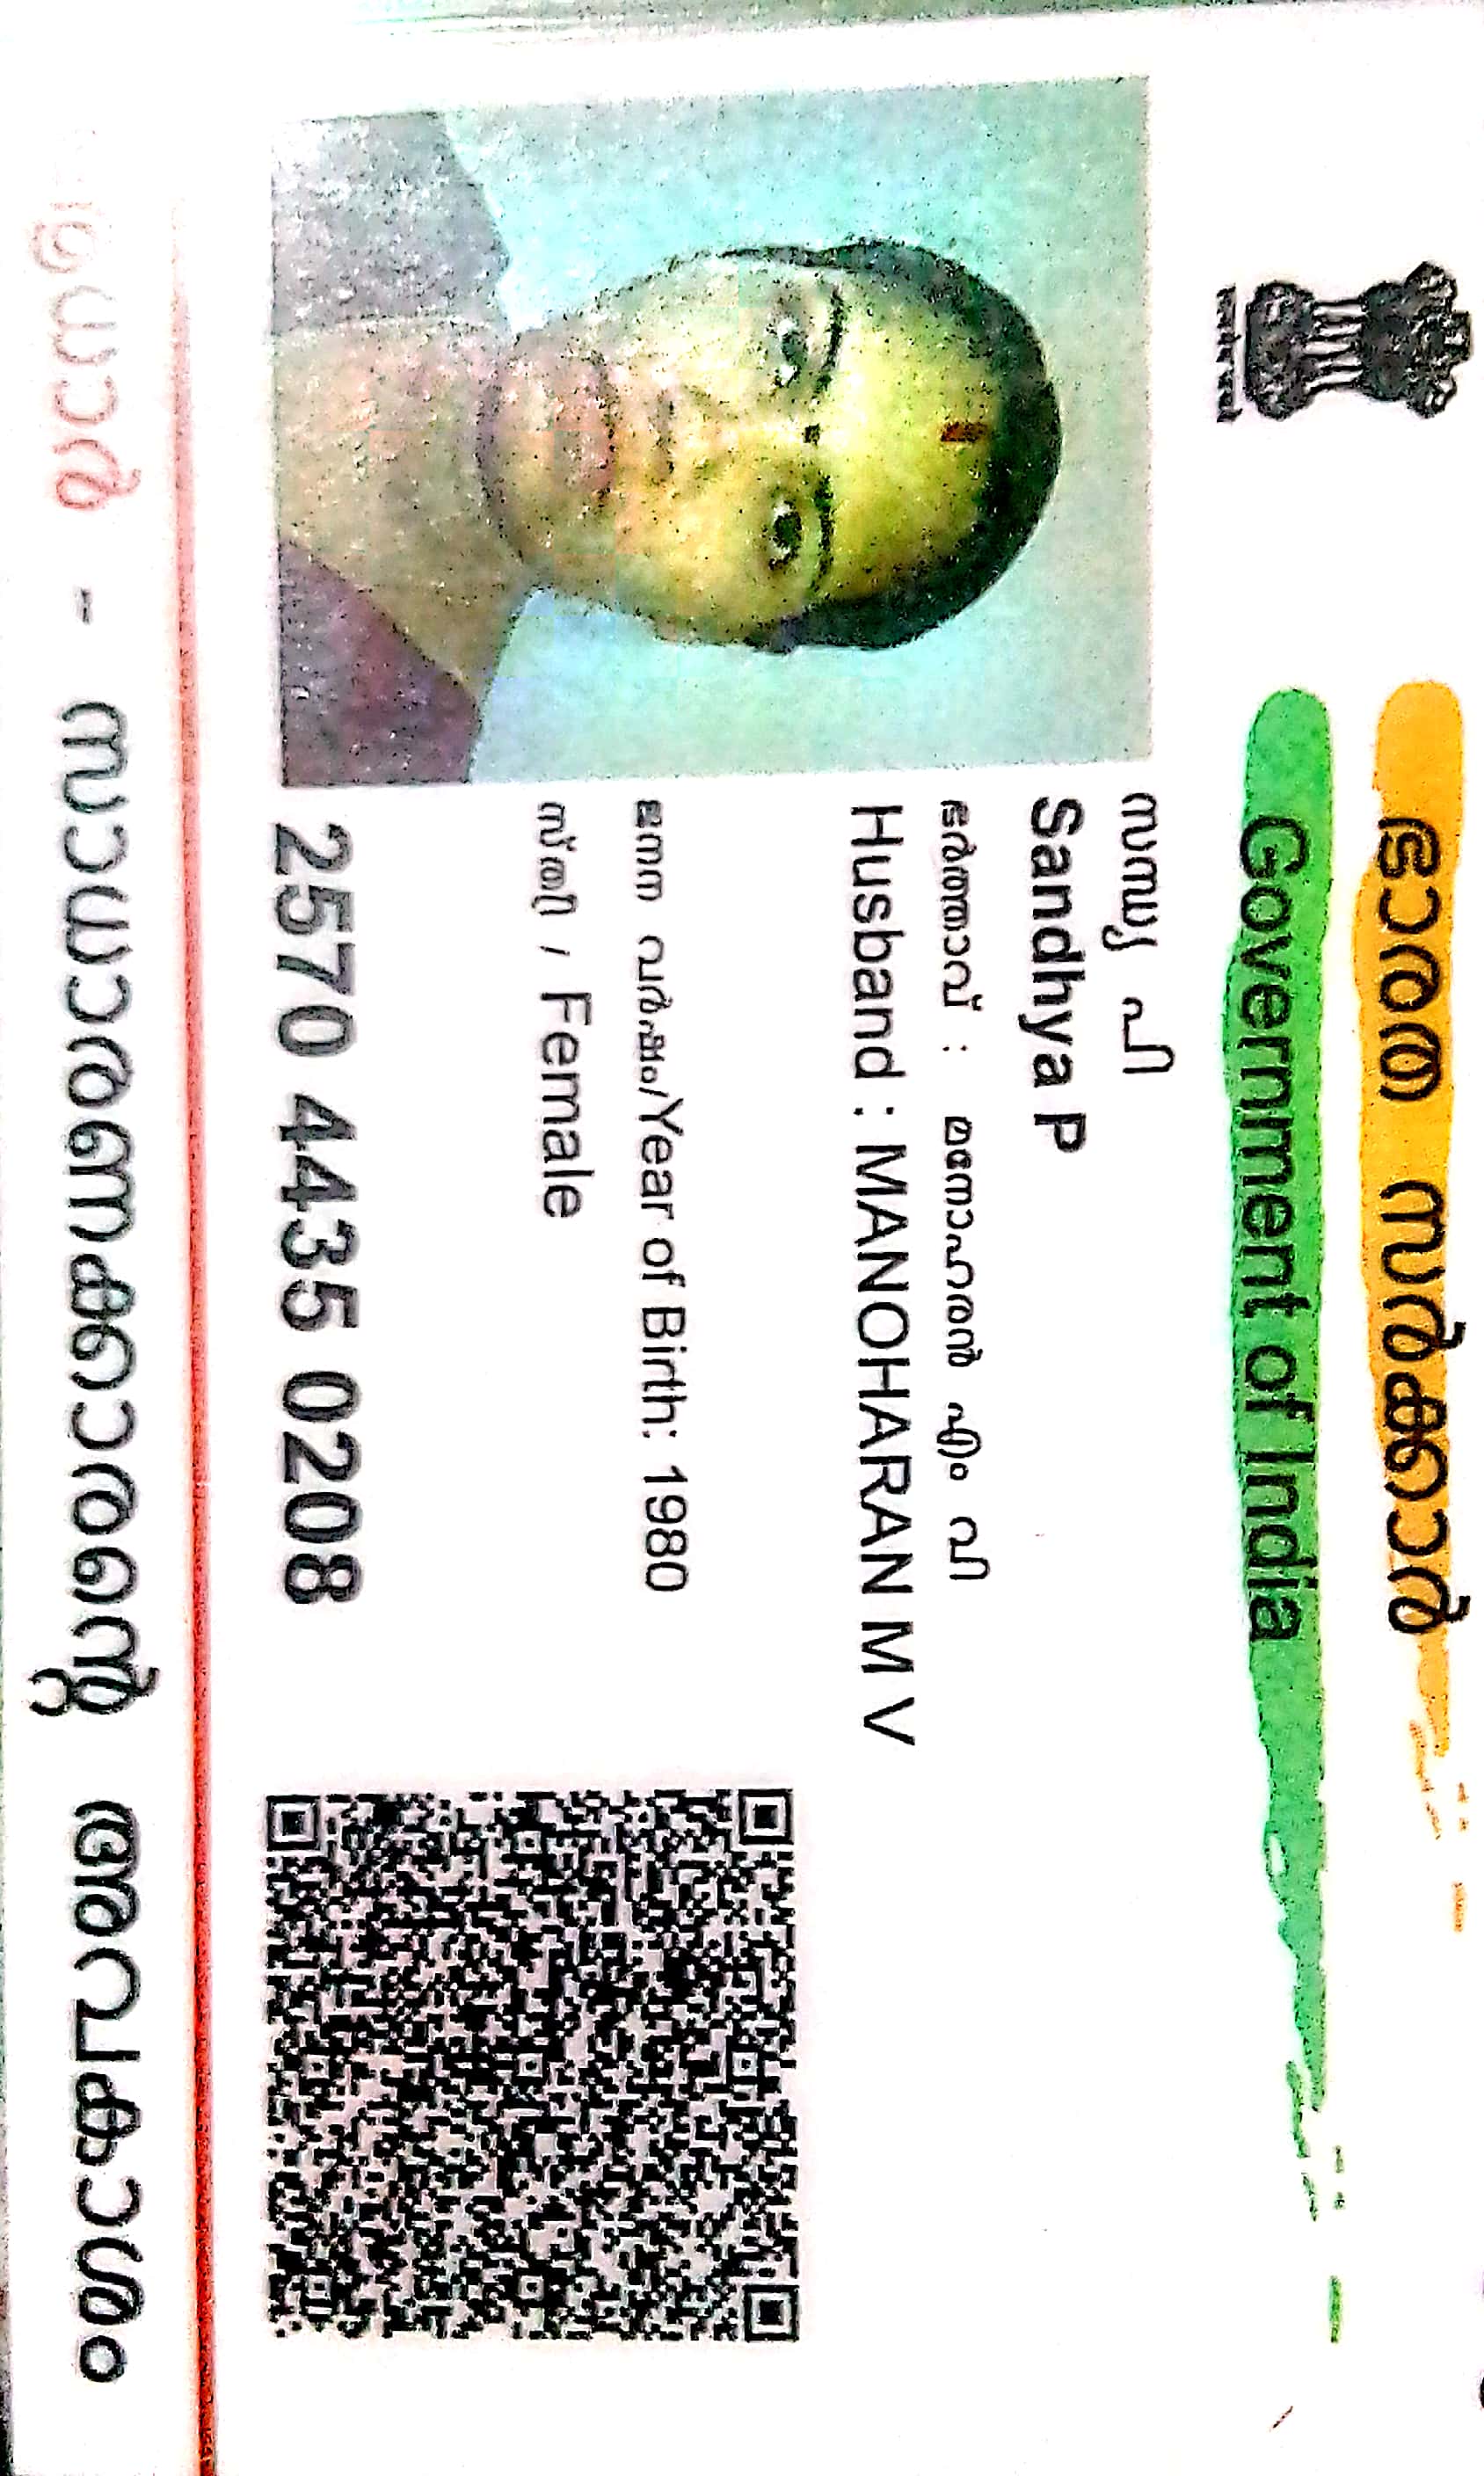 ഭാരത സർക്കാർ
Government of India
സന്ധ്യ പി
Sandhya P
ഭർത്താവ് : മനോഹരൻ എം വി
Husband : MANOHARAN M V
ജനന വർഷം/Year of Birth: 1980
സ്ത്രീ / Female
2570 4435 0208
ആധാർ - സാധാരണക്കാരന്റെ അവകാശം